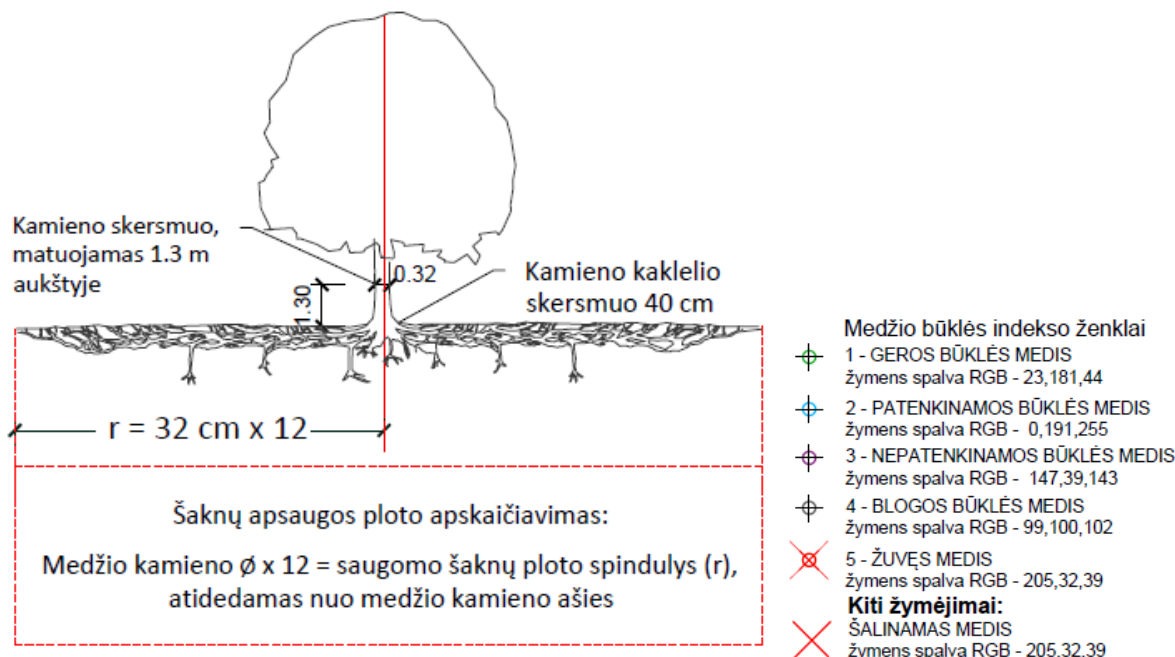 Kamieno skersmuo,
matuojamas 1.3 m
aukštyje
0.32
1.30
Kamieno kaklelio
skersmuo 40 cm
r = 32 cm x 12
Šaknų apsaugos ploto apskaičiavimas:
Medžio kamieno Ø x 12 = saugomo šaknų ploto spindulys (r),
atidedamas nuo medžio kamieno ašies
Medžio būklės indekso ženklai
1 - GEROS BŪKLĖS MEDIS
žymens spalva RGB - 23,181,44
2 - PATENKINAMOS BŪKLĖS MEDIS
žymens spalva RGB - 0,191,255
3 - NEPATENKINAMOS BŪKLĖS MEDIS
žymens spalva RGB - 147,39,143
4 - BLOGOS BŪKLĖS MEDIS
žymens spalva RGB - 99,100,102
5 - ŽUVĘS MEDIS
žymens spalva RGB - 205,32,39
Kiti žymėjimai:
ŠALINAMAS MEDIS
žymens spalva RGB - 205,32,39